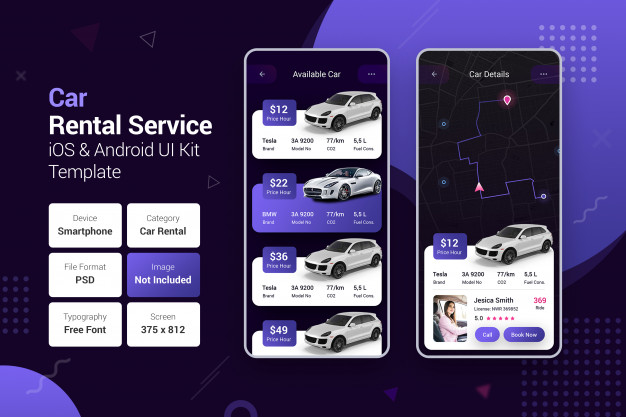 Car
Rental Service
iOS & Android UI Kit
Template
Device
Smartphone
Category
Car Rental
File Format
PSD
Image
Not Included
Typography
Free Font
Screen
375 x 812
Available Car
$12
Price Hour
Tesla 3A 9200 77/km 5,5 L
Brand Model No CO2 Fuel Cons.
$22
Price Hour
BMW 3A 9200 77/km 5,5 L
Brand Model No CO2 Fuel Cons.
$36
Price Hour
Tesla 3A 9200 77/km 5,5 L
Brand Model No CO2 Fuel Cons.
$49
Price Hour
Car Details
$12
Price Hour
Tesla 3A 9200 77/km 5,5 L
Brand Model No CO2 Fuel Cons.
Jesica Smith 369
License: NWR 369852 Ride
5.0
Call Book Now